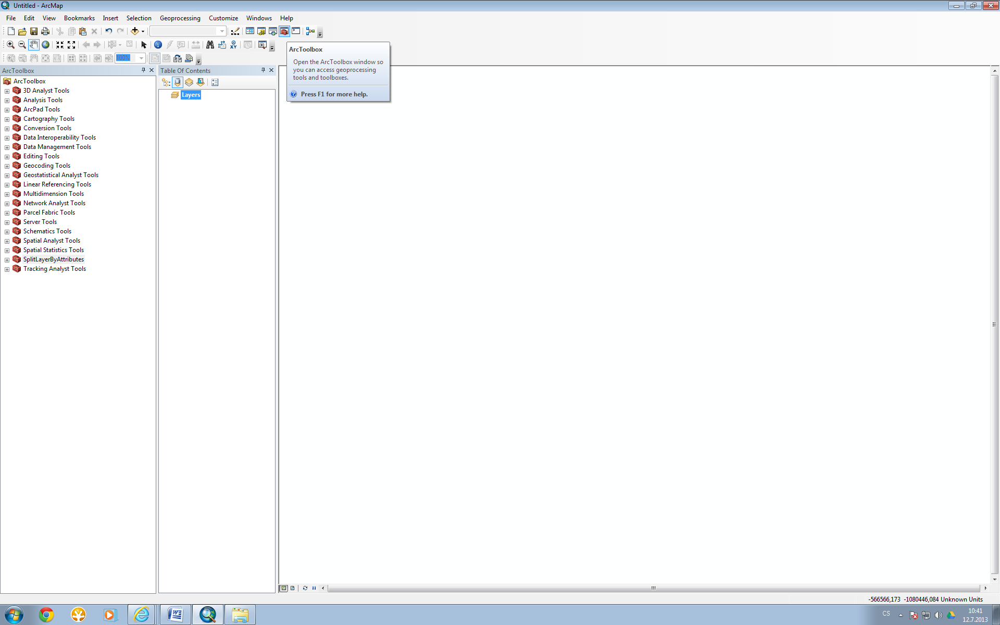 Untitled - ArcMap
File Edit View Bookmarks Insert Selection Geoprocessing Customize Windows Help
100%
ArcToolbox
Open the ArcToolbox window so
you can access geoprocessing
tools and toolboxes.
Press F1 for more help.
ArcToolbox
ArcToolbox
3D Analyst Tools
Analysis Tools
ArcPad Tools
Cartography Tools
Conversion Tools
Data Interoperability Tools
Data Management Tools
Editing Tools
Geocoding Tools
Geostatistical Analyst Tools
Linear Referencing Tools
Multidimension Tools
Network Analyst Tools
Parcel Fabric Tools
Server Tools
Schematics Tools
Spatial Analyst Tools
Spatial Statistics Tools
SplitLayerByAttributes
Tracking Analyst Tools
Table Of Contents
Layers
-566566,173 -1080446,084 Unknown Units
CS
10:41
12.7.2013